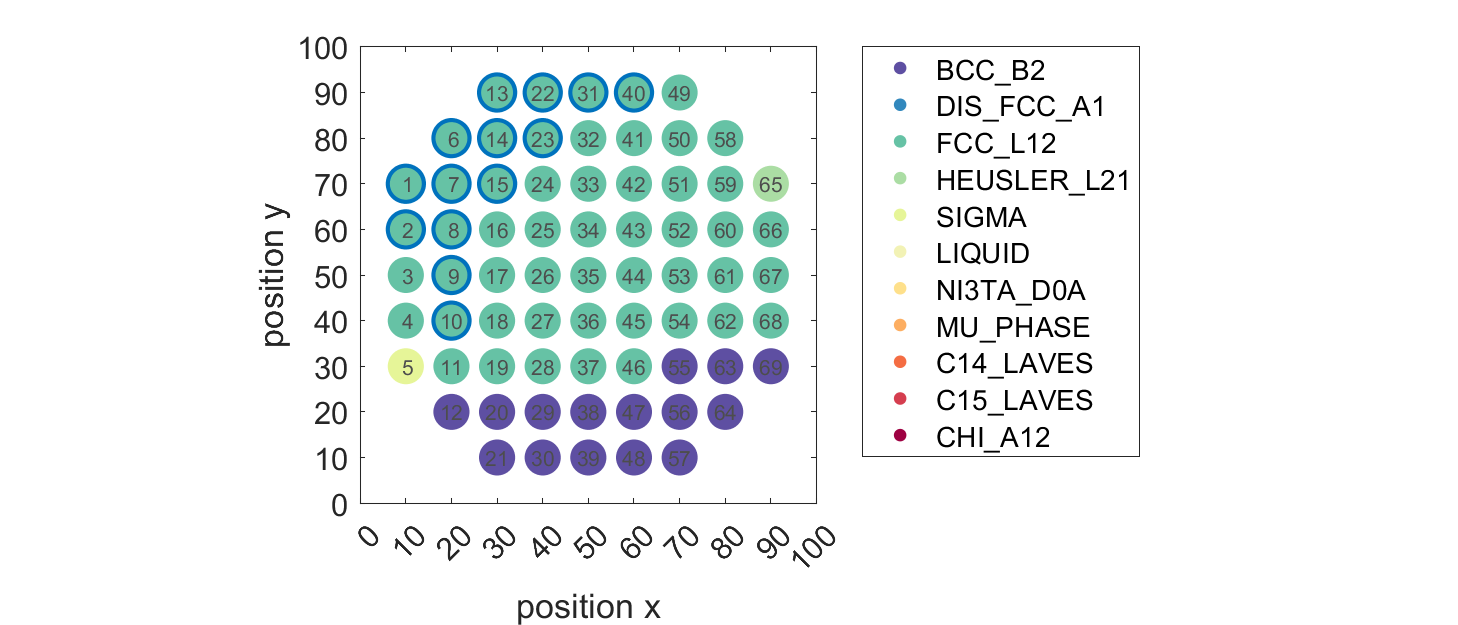 100
90
80
70
60
50
40
30
20
10
0
position y
13 22 31 40 49
6 14 23 32 41 50 58
1 7 15 24 33 42 51 59 65
2 8 16 25 34 43 52 60 66
3 9 17 26 35 44 53 61 67
4 10 18 27 36 45 54 62 68
5 11 19 28 37 46 55 63 69
12 20 29 38 47 56 64
21 30 39 48 57
0 10 20 30 40 50 60 70 80 90 100
position x
BCC_B2
DIS_FCC_A1
FCC_L12
HEUSLER_L21
SIGMA
LIQUID
NI3TA_D0A
MU_PHASE
C14_LAVES
C15_LAVES
CHI_A12